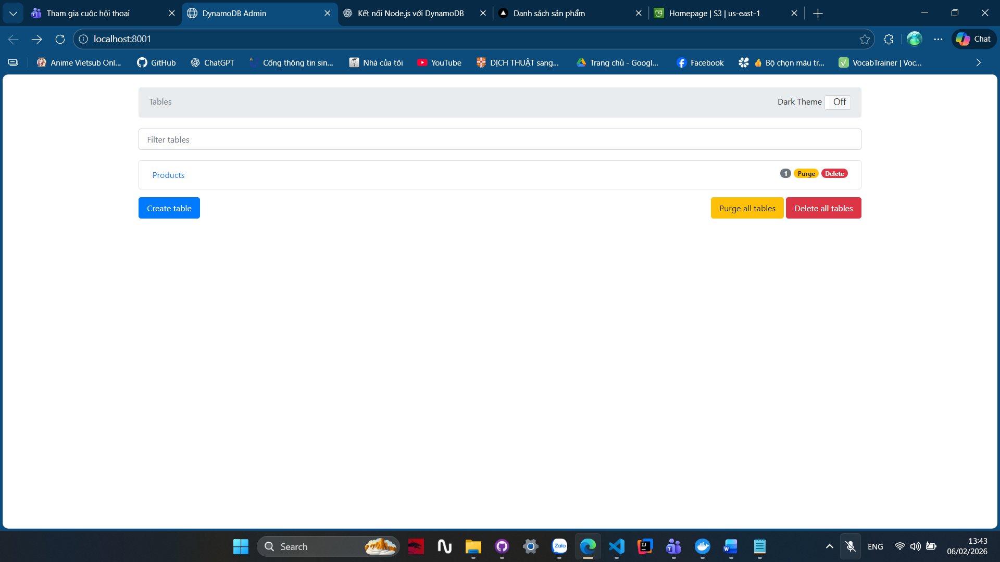 Tham gia cuộc hội thoại
DynamoDB Admin
Kết nối Node.js với DynamoDB
Danh sách sản phẩm
Homepage | S3 | us-east-1
localhost:8001
Chat
Anime Vietsub Onl...
GitHub
ChatGPT
Cổng thông tin sin...
Nhà của tôi
YouTube
DỊCH THUẬT sang...
Trang chủ - Googl...
Facebook
👍 Bộ chọn màu tr...
VocabTrainer | Voc...
Tables
Dark Theme
Off
Filter tables
Products
1
Purge
Delete
Create table
Purge all tables
Delete all tables
Search
Zalo
ENG
13:43
06/02/2026